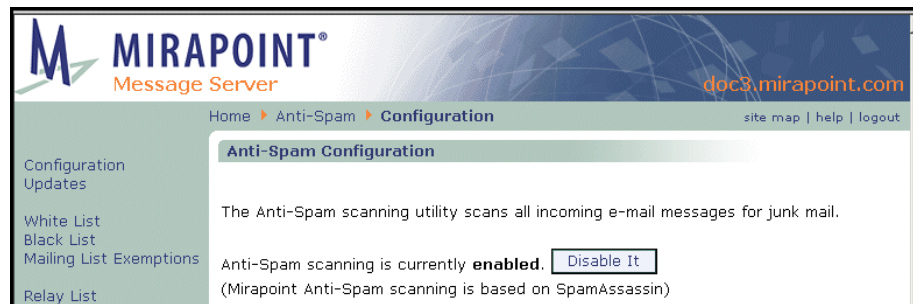 MIRAPOINT®
Message Server
doc3.mirapoint.com
Home Anti-Spam Configuration
site map | help | logout
Configuration
Updates
White List
Black List
Mailing List Exemptions
Relay List
Anti-Spam Configuration
The Anti-Spam scanning utility scans all incoming e-mail messages for junk mail.
Anti-Spam scanning is currently enabled. Disable It
(Mirapoint Anti-Spam scanning is based on SpamAssassin)